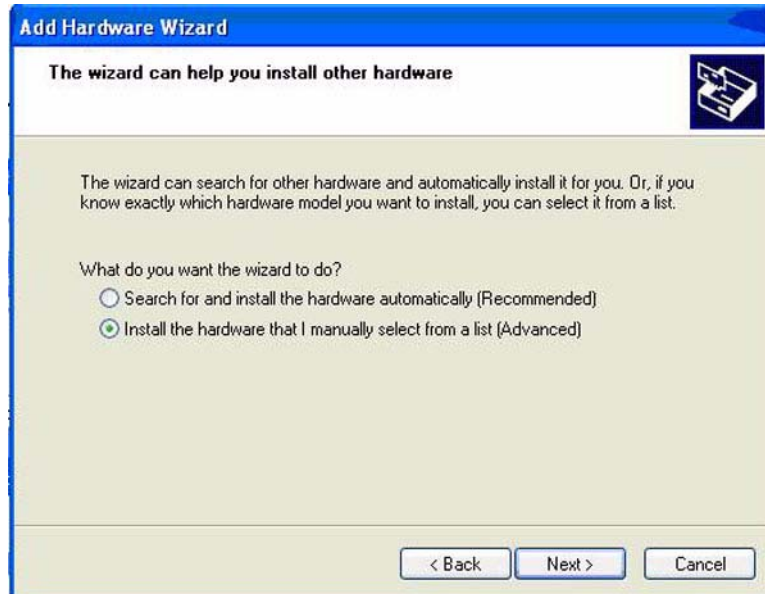 Add Hardware Wizard
The wizard can help you install other hardware
The wizard can search for other hardware and automatically install it for you. Or, if you
know exactly which hardware model you want to install, you can select it from a list.
What do you want the wizard to do?
Search for and install the hardware automatically (Recommended)
Install the hardware that I manually select from a list (Advanced)
< Back Next > Cancel